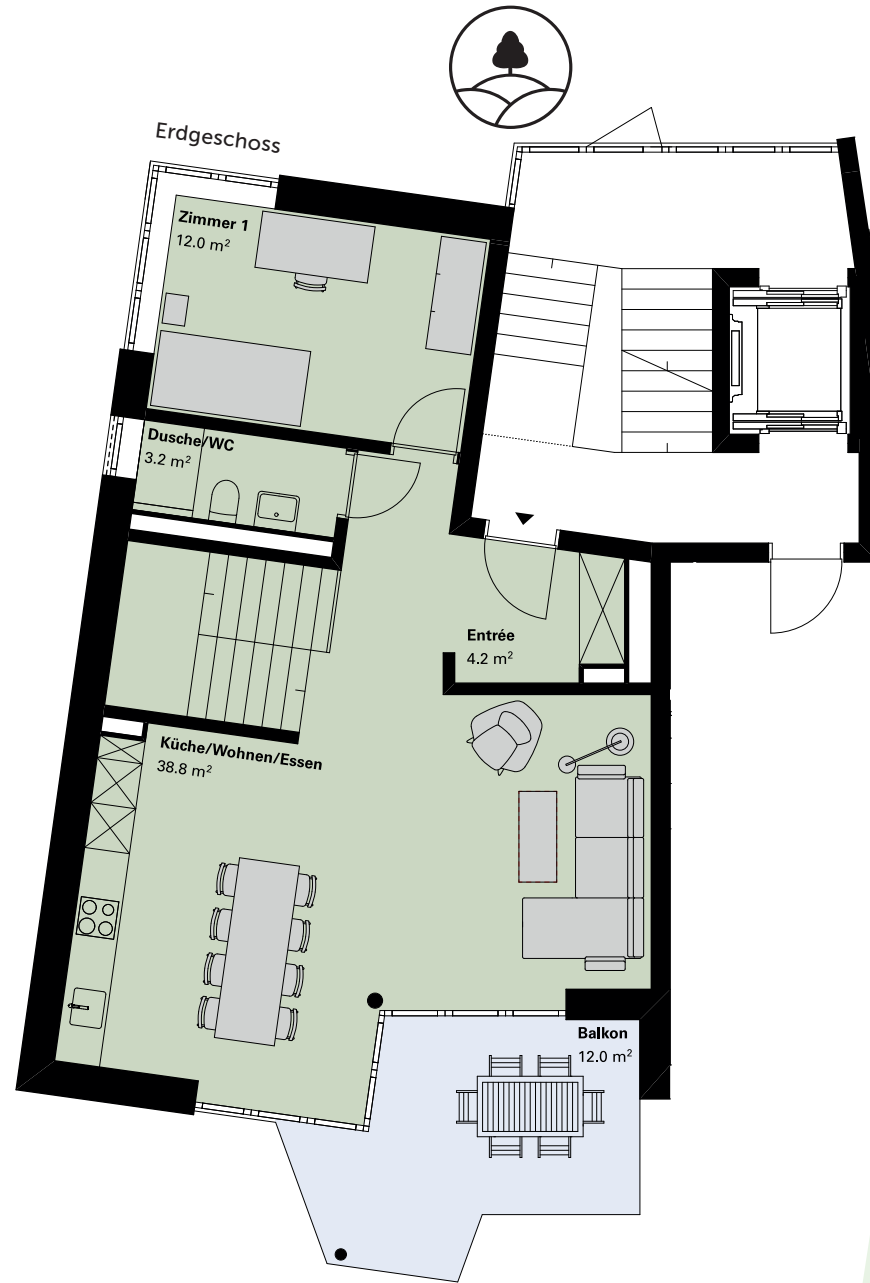 Erdgeschoss
Zimmer 1
12.0 m²
Dusche/WC
3.2 m²
Entrée
4.2 m²
Küche/Wohnen/Essen
38.8 m²
Balkon
12.0 m²